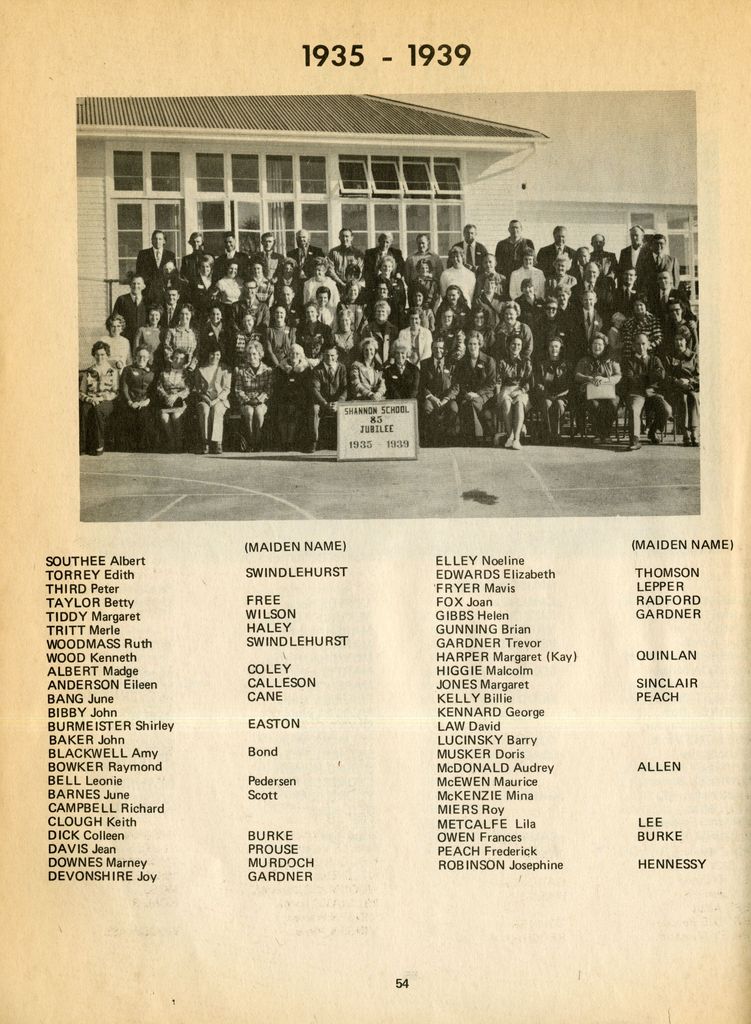 1935 - 1939
SHANNON SCHOOL
85
JUBILEE
1935 - 1939
(MAIDEN NAME)
SOUTHEE Albert
TORREY Edith SWINDLEHURST
THIRD Peter
TAYLOR Betty FREE
TIDDY Margaret WILSON
TRITT Merle HALEY
WOODMASS Ruth SWINDLEHURST
WOOD Kenneth
ALBERT Madge COLEY
ANDERSON Eileen CALLESON
BANG June CANE
BIBBY John
BURMEISTER Shirley EASTON
BAKER John
BLACKWELL Amy Bond
BOWKER Raymond
BELL Leonie Pedersen
BARNES June Scott
CAMPBELL Richard
CLOUGH Keith
DICK Colleen BURKE
DAVIS Jean PROUSE
DOWNES Marney MURDOCH
DEVONSHIRE Joy GARDNER
(MAIDEN NAME)
ELLEY Noeline
EDWARDS Elizabeth THOMSON
FRYER Mavis LEPPER
FOX Joan RADFORD
GIBBS Helen GARDNER
GUNNING Brian
GARDNER Trevor
HARPER Margaret (Kay) QUINLAN
HIGGIE Malcolm
JONES Margaret SINCLAIR
KELLY Billie PEACH
KENNARD George
LAW David
LUCINSKY Barry
MUSKER Doris
McDONALD Audrey ALLEN
McEWEN Maurice
McKENZIE Mina
MIERS Roy
METCALFE Lila LEE
OWEN Frances BURKE
PEACH Frederick
ROBINSON Josephine HENNESSY
54